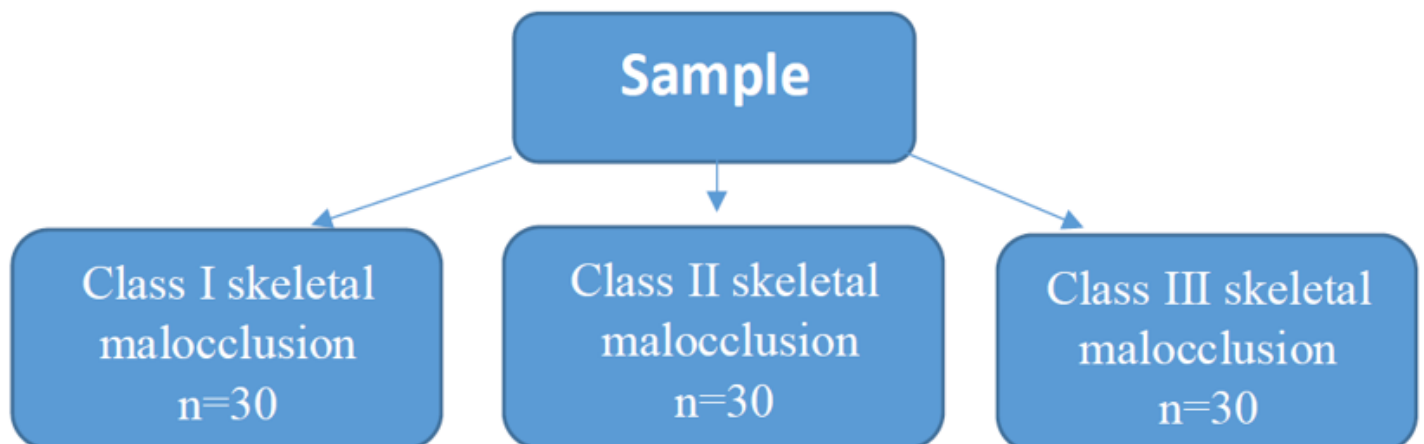 Sample
Class I skeletal
malocclusion
n=30
Class II skeletal
malocclusion
n=30
Class III skeletal
malocclusion
n=30